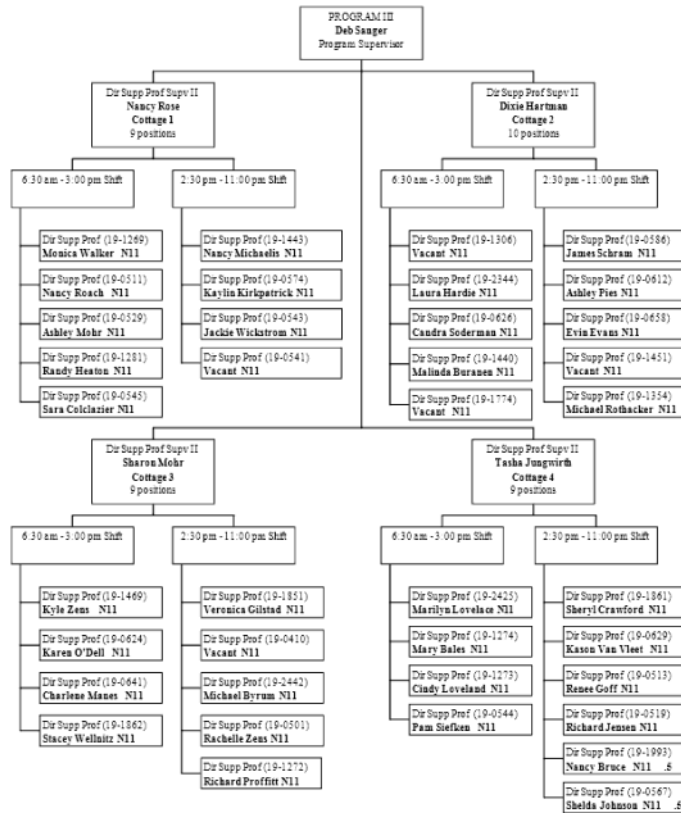 PROGRAM III
Deb Sanger
Program Supervisor
Dir Supp Prof Supv II
Nancy Rose
Cottage 1
9 positions
Dir Supp Prof Supv II
Dixie Hartman
Cottage 2
10 positions
6:30 am - 3:00 pm Shift
2:30 pm - 11:00 pm Shift
6:30 am - 3:00 pm Shift
2:30 pm - 11:00 pm Shift
Dir Supp Prof (19-1269)
Monica Walker N11
Nancy Roach N11
Dir Supp Prof (19-0511)
Dir Supp Prof (19-0529)
Ashley Mohr N11
Dir Supp Prof (19-1281)
Randy Heaton N11
Dir Supp Prof (19-0545)
Sara Colclazier N11
Dir Supp Prof (19-1443)
Nancy Michaelis N11
Dir Supp Prof (19-0574)
Kaylin Kirkpatrick N11
Dir Supp Prof (19-0543)
Jackie Wickstrom N11
Dir Supp Prof (19-0541)
Vacant N11
Dir Supp Prof (19-1306)
Vacant N11
Dir Supp Prof (19-2344)
Laura Hardie N11
Dir Supp Prof (19-0626)
Candra Soderman N11
Dir Supp Prof (19-1440)
Malinda Buranen N11
Dir Supp Prof (19-1774)
Vacant N11
Dir Supp Prof (19-0586)
James Schram N11
Dir Supp Prof (19-0612)
Ashley Pies N11
Dir Supp Prof (19-0658)
Evin Evans N11
Dir Supp Prof (19-1451)
Vacant N11
Dir Supp Prof (19-1354)
Michael Rothacker N11
Dir Supp Prof Supv II
Sharon Mohr
Cottage 3
9 positions
Dir Supp Prof Supv II
Tasha Jungwirth
Cottage 4
9 positions
6:30 am - 3:00 pm Shift
2:30 pm - 11:00 pm Shift
6:30 am - 3:00 pm Shift
2:30 pm - 11:00 pm Shift
Dir Supp Prof (19-1469)
Kyle Zens N11
Dir Supp Prof (19-0624)
Karen O'Dell N11
Dir Supp Prof (19-0641)
Charlene Manes N11
Dir Supp Prof (19-1862)
Stacey Wellnitz N11
Dir Supp Prof (19-1851)
Veronica Gilstad N11
Dir Supp Prof (19-0410)
Vacant N11
Dir Supp Prof (19-2442)
Michael Byrum N11
Dir Supp Prof (19-0501)
Rachelle Zens N11
Dir Supp Prof (19-1272)
Richard Proffitt N11
Dir Supp Prof (19-2425)
Marilyn Lovelace N11
Dir Supp Prof (19-1274)
Mary Bales N11
Dir Supp Prof (19-1273)
Cindy Loveland N11
Dir Supp Prof (19-0544)
Pam Siefken N11
Dir Supp Prof (19-1861)
Sheryl Crawford N11
Dir Supp Prof (19-0629)
Kason Van Vleet N11
Dir Supp Prof (19-0513)
Renee Goff N11
Dir Supp Prof (19-0519)
Richard Jensen N11
Dir Supp Prof (19-1993)
Nancy Bruce N11 .5
Dir Supp Prof (19-0567)
Shelda Johnson N11 .5